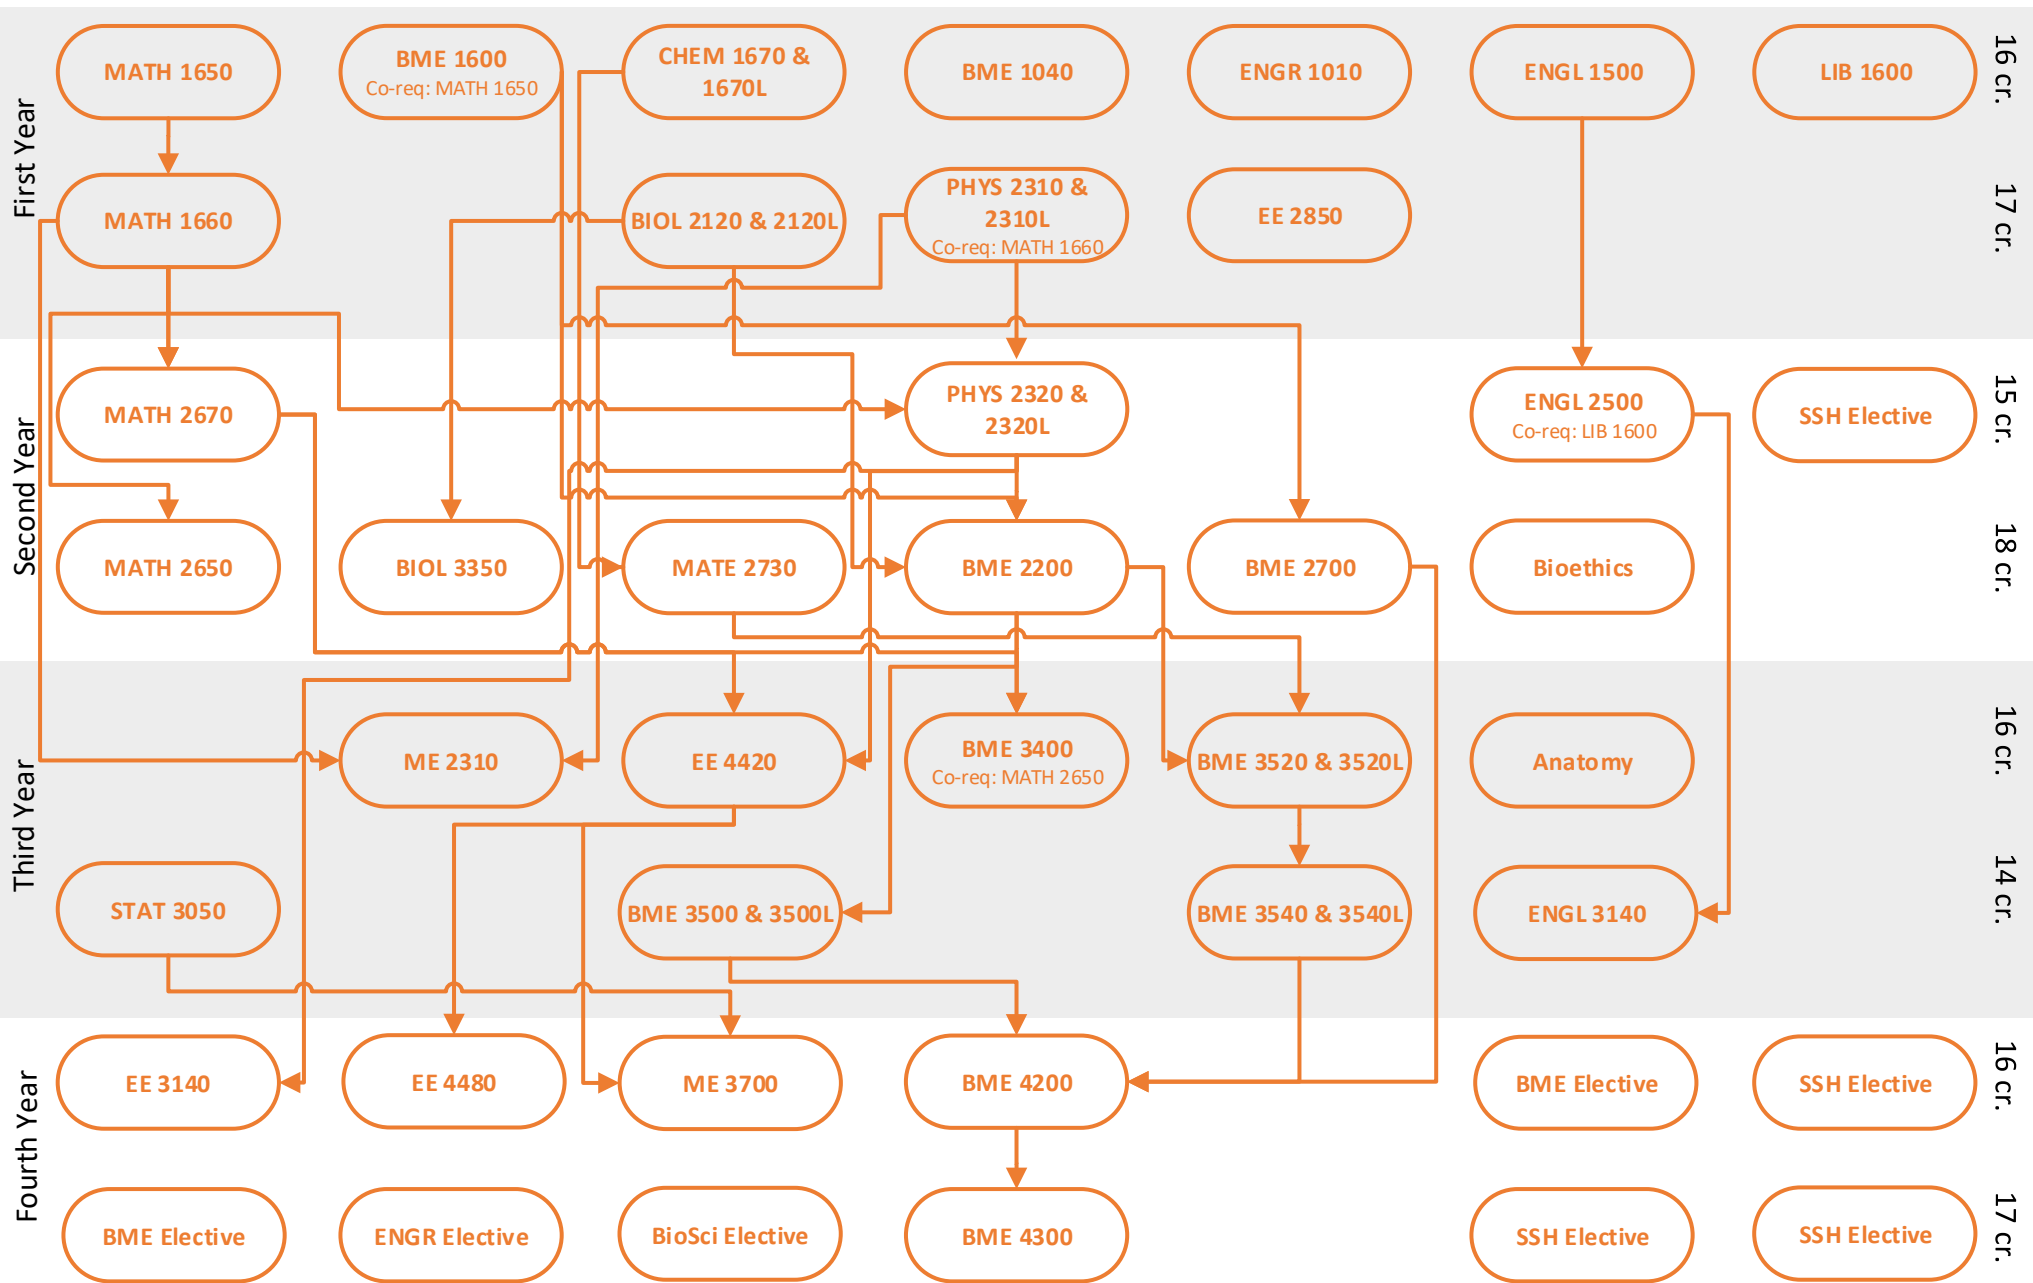 First Year
MATH 1650
BME 1600
Co-req: MATH 1650
CHEM 1670 &
1670L
BME 1040
ENGR 1010
ENGL 1500
LIB 1600
16 cr.
MATH 1660
BIOL 2120 & 2120L
PHYS 2310 &
2310L
Co-req: MATH 1660
EE 2850
17 cr.
Second Year
MATH 2670
PHYS 2320 &
2320L
ENGL 2500
Co-req: LIB 1600
SSH Elective
15 cr.
MATH 2650
BIOL 3350
MATE 2730
BME 2200
BME 2700
Bioethics
18 cr.
Third Year
ME 2310
EE 4420
BME 3400
Co-req: MATH 2650
BME 3520 & 3520L
Anatomy
16 cr.
STAT 3050
BME 3500 & 3500L
BME 3540 & 3540L
ENGL 3140
14 cr.
Fourth Year
EE 3140
EE 4480
ME 3700
BME 4200
BME Elective
SSH Elective
16 cr.
BME Elective
ENGR Elective
BioSci Elective
BME 4300
SSH Elective
SSH Elective
17 cr.